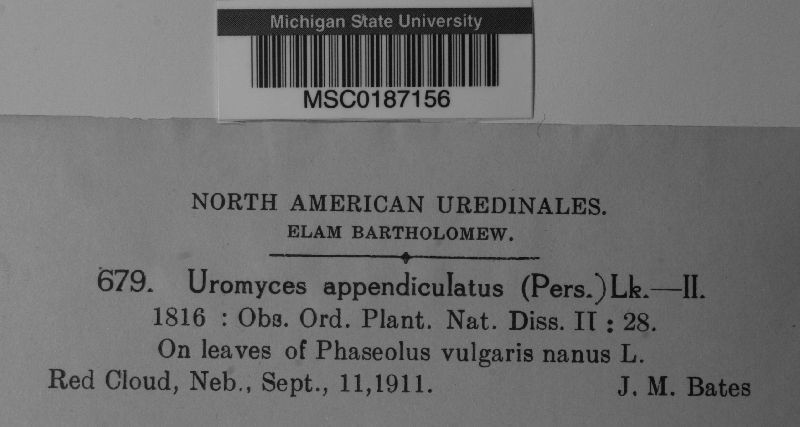 Michigan State University
MSC0187156
NORTH AMERICAN UREDINALES.
ELAM BARTHOLOMEW.
679. Uromyces appendiculatus (Pers.) Lk.—II.
1816 : Obs. Ord. Plant. Nat. Diss. II : 28.
On leaves of Phaseolus vulgaris nanus L.
Red Cloud, Neb., Sept., 11,1911. J. M. Bates